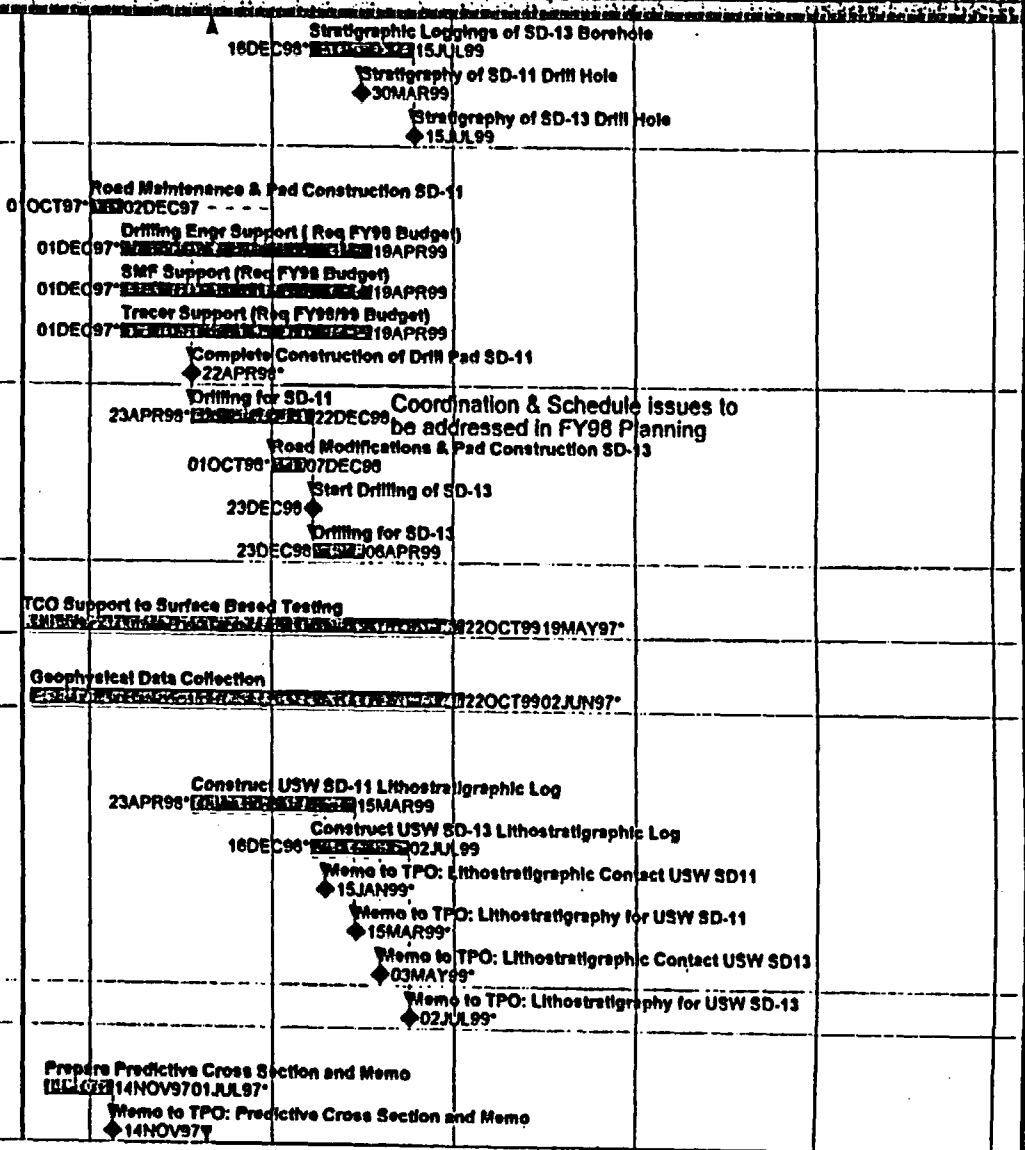 Stratigraphic Loggings of SD-13 Borehole
16DEC98* 15JUL99
Stratigraphy of SD-11 Drill Hole
30MAR99
Stratigraphy of SD-13 Drill Hole
15JUL99
Road Maintenance & Pad Construction SD-11
01OCT97* 02DEC97
Drilling Engr Support ( Req FY98 Budget)
01DEC97* 19APR99
SMF Support (Req FY98 Budget)
01DEC97* 19APR99
Tracer Support (Req FY98/99 Budget)
01DEC97* 19APR99
Complete Construction of Drill Pad SD-11
22APR98*
Drilling for SD-11
23APR98* 22DEC98
Coordination & Schedule issues to
be addressed in FY98 Planning
Road Modifications & Pad Construction SD-13
01OCT98* 07DEC98
Start Drilling of SD-13
23DEC98
Drilling for SD-13
23DEC98 06APR99
TCO Support to Surface Based Testing
22OCT9919MAY97*
Geophysical Data Collection
22OCT9902JUN97*
Construct USW SD-11 Lithostratigraphic Log
23APR98* 15MAR99
Construct USW SD-13 Lithostratigraphic Log
16DEC98* 02JUL99
Memo to TPO: Lithostratigraphic Contact USW SD11
15JAN99*
Memo to TPO: Lithostratigraphy for USW SD-11
15MAR99*
Memo to TPO: Lithostratigraphic Contact USW SD13
03MAY99*
Memo to TPO: Lithostratigraphy for USW SD-13
02JUL99*
Prepare Predictive Cross Section and Memo
14NOV9701JUL97*
Memo to TPO: Predictive Cross Section and Memo
14NOV97